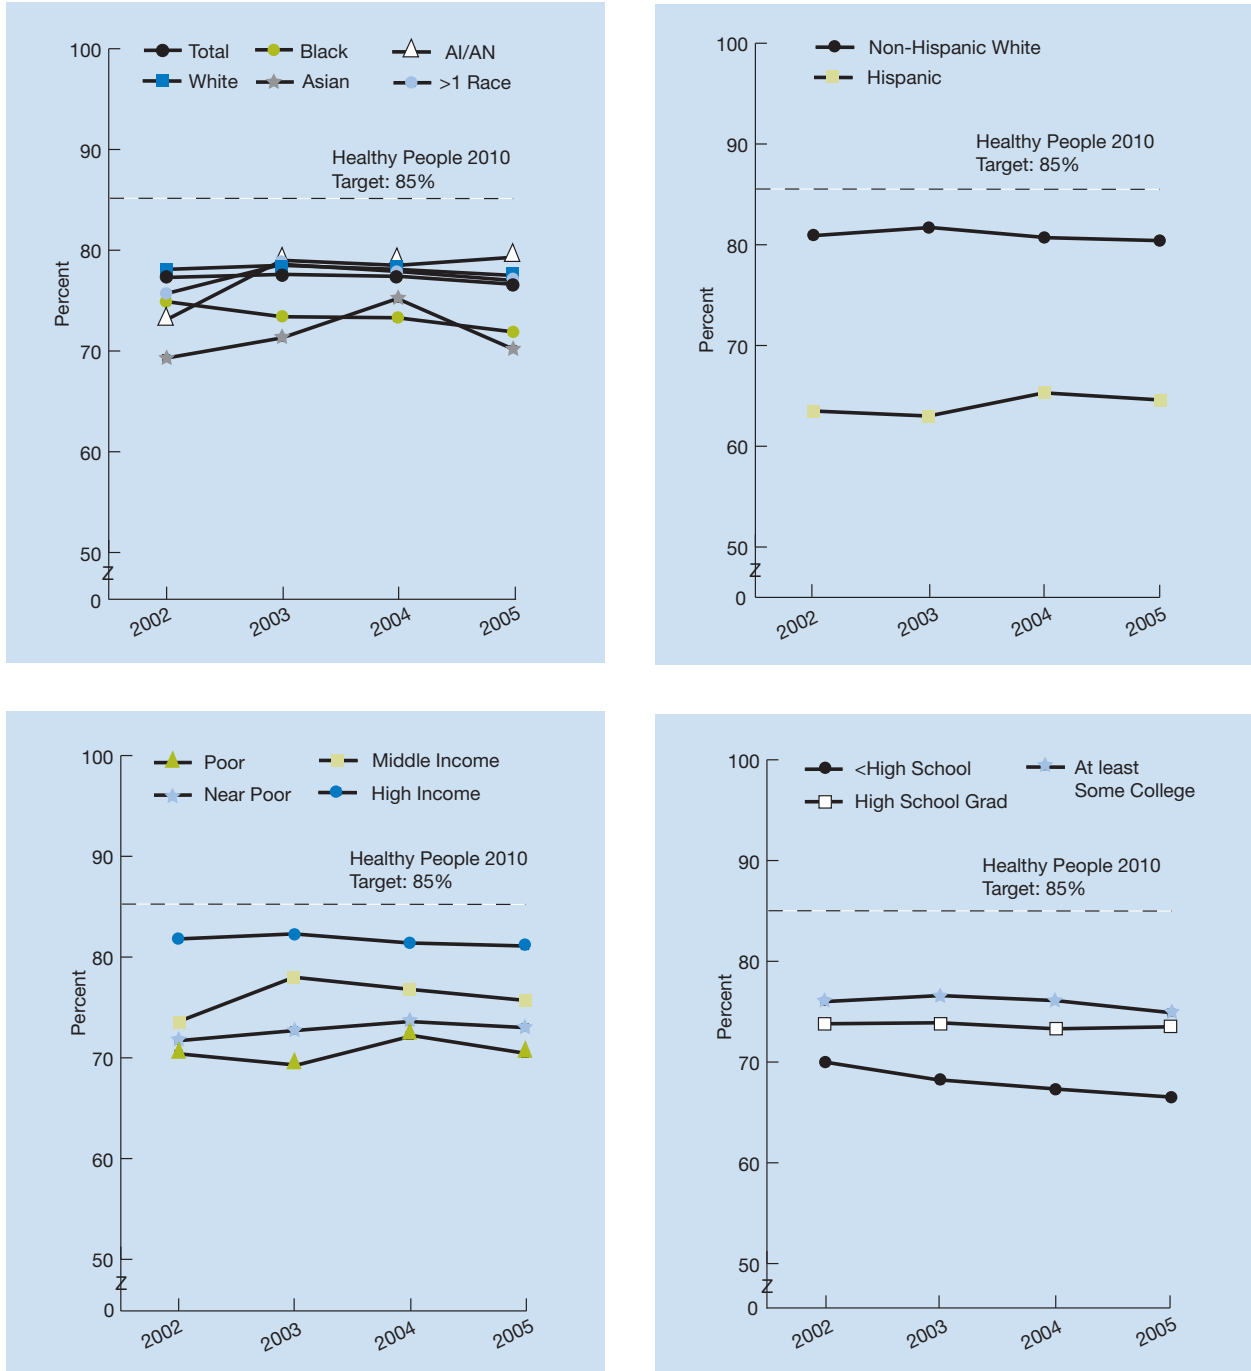 Total
Black
AI/AN
White
Asian
>1 Race
Healthy People 2010
Target: 85%
Percent
100
90
80
70
60
50
Z
0
2002
2003
2004
2005
Non-Hispanic White
Hispanic
Healthy People 2010
Target: 85%
Percent
100
90
80
70
60
50
Z
0
2002
2003
2004
2005
Poor
Middle Income
Near Poor
High Income
Healthy People 2010
Target: 85%
Percent
100
90
80
70
60
50
Z
0
2002
2003
2004
2005
<High School
At least
Some College
High School Grad
Healthy People 2010
Target: 85%
Percent
100
90
80
70
60
50
Z
0
2002
2003
2004
2005